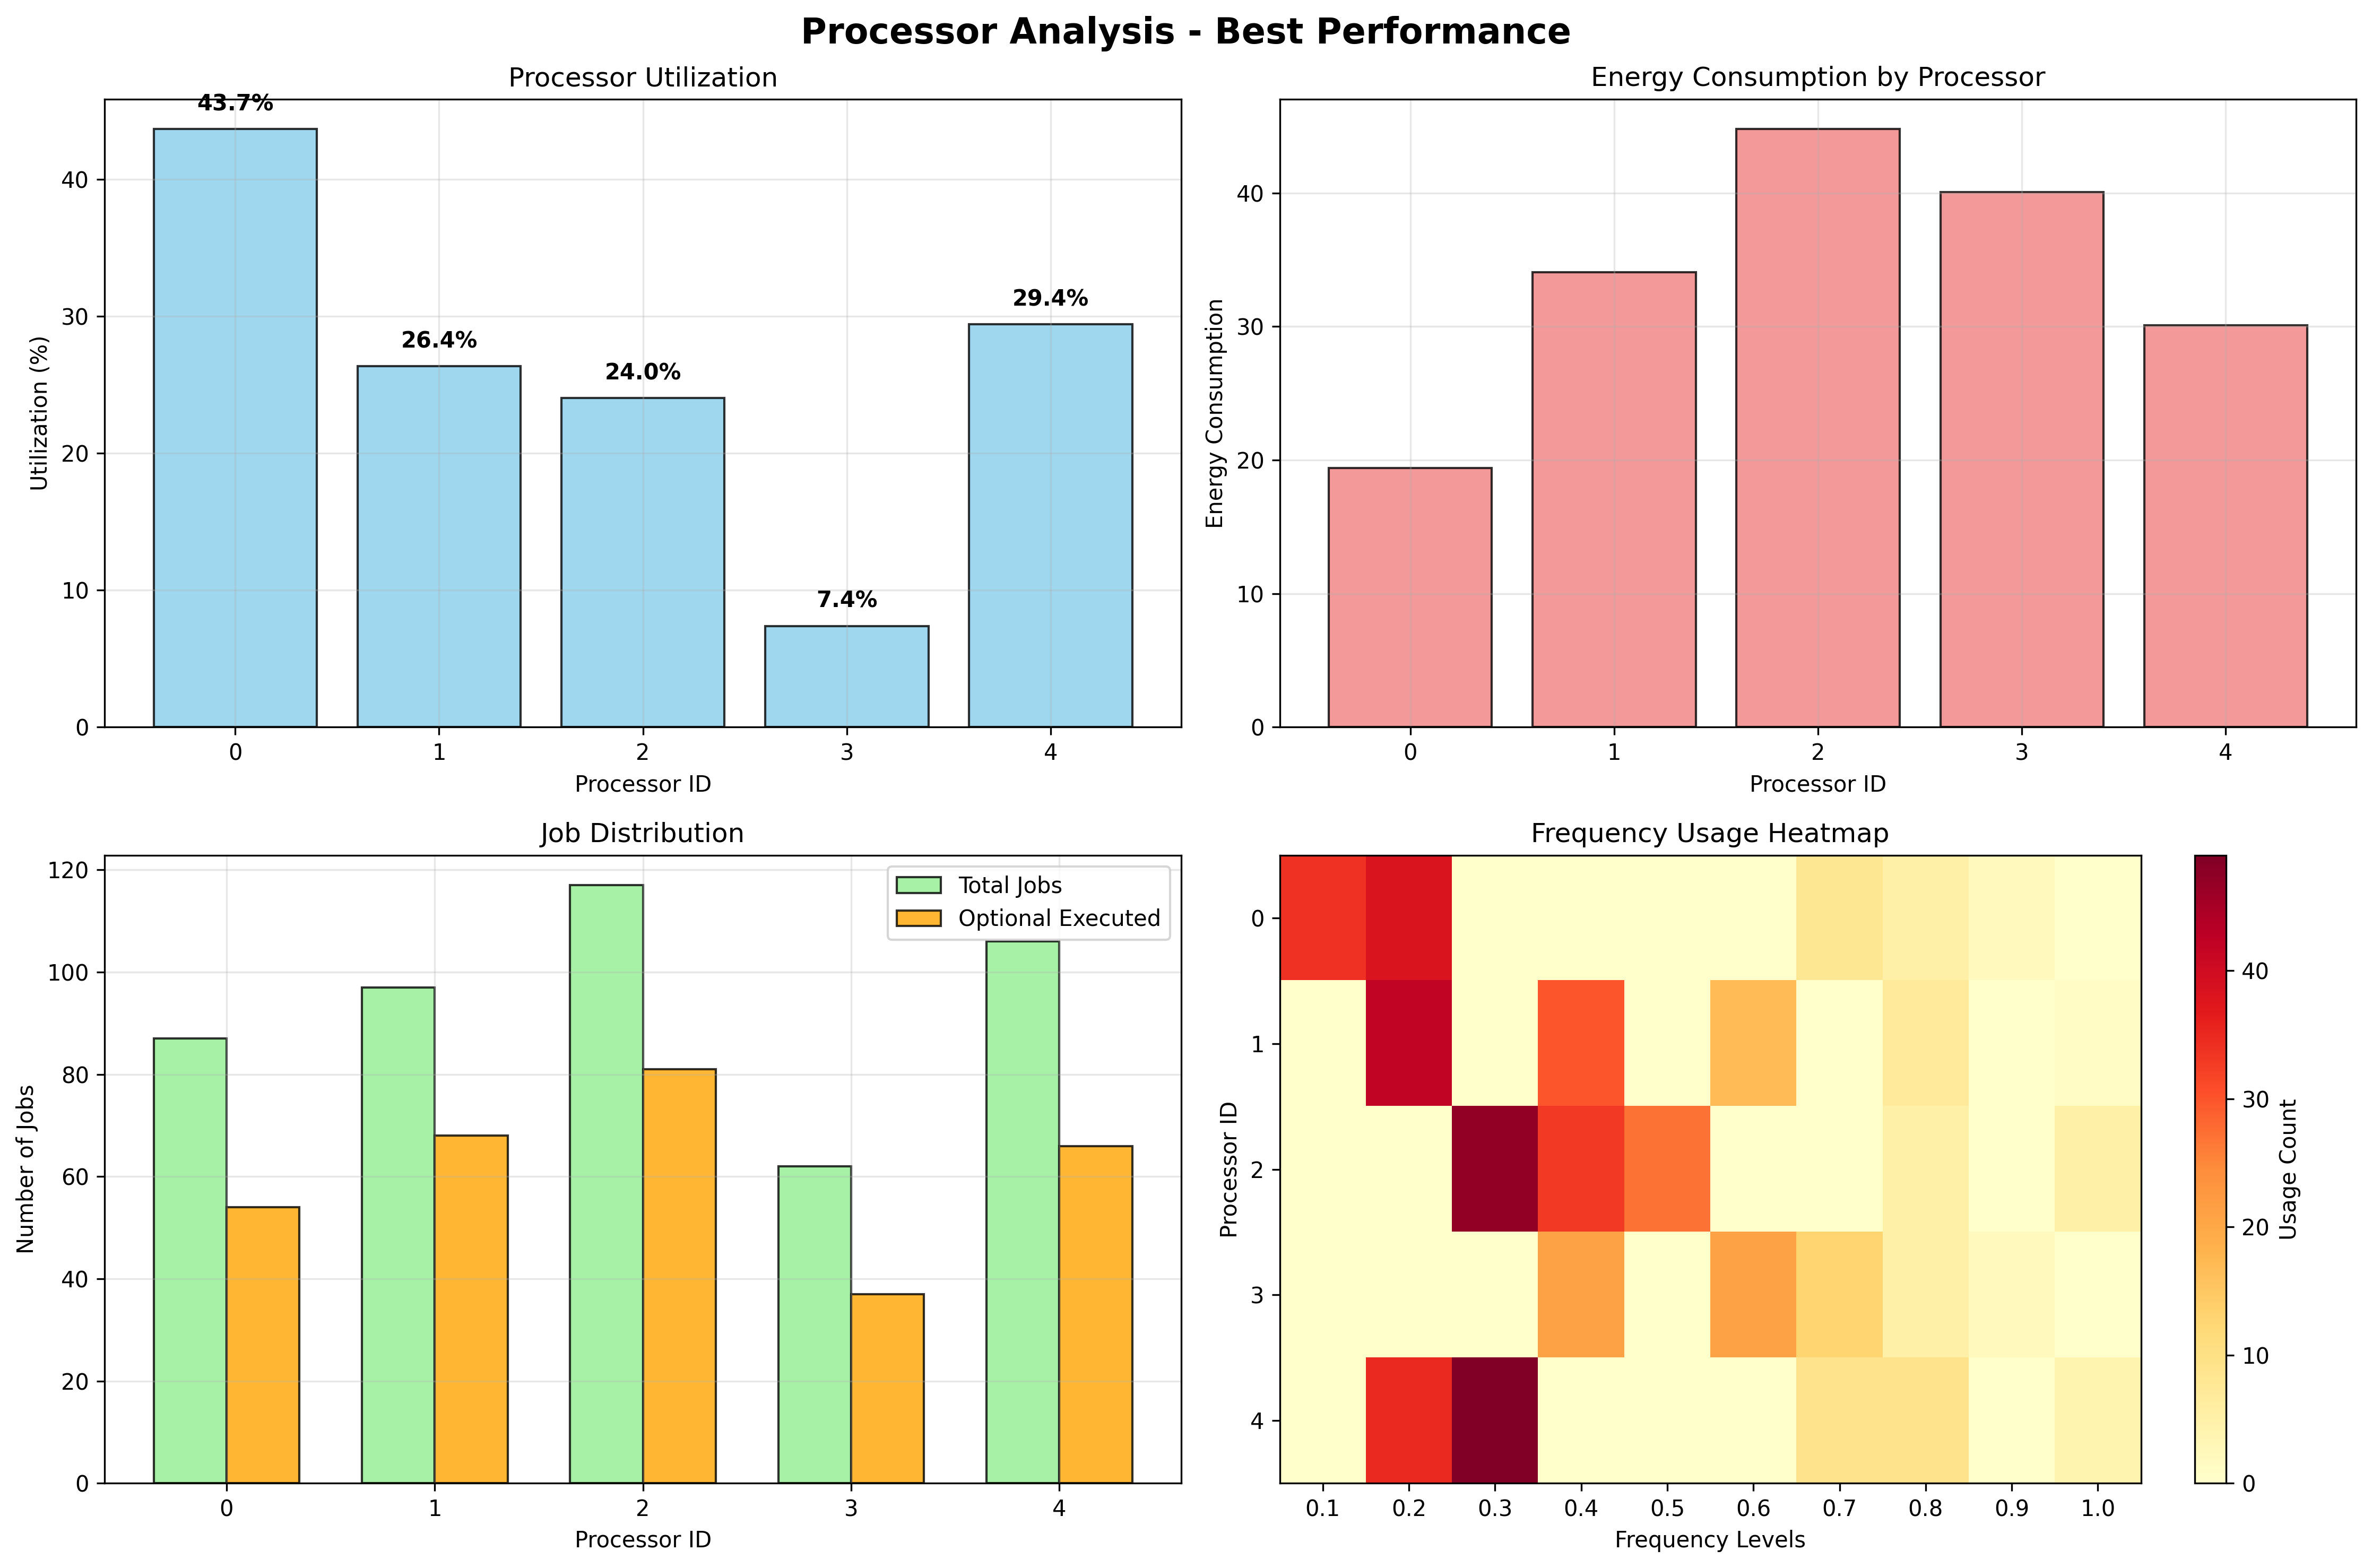 Processor Analysis - Best Performance
Processor Utilization
43.7%
26.4%
24.0%
7.4%
29.4%
40
30
20
10
0
Utilization (%)
0 1 2 3 4
Processor ID
Energy Consumption by Processor
40
30
20
10
0
Energy Consumption
0 1 2 3 4
Processor ID
Job Distribution
Total Jobs
Optional Executed
120
100
80
60
40
20
0
Number of Jobs
0 1 2 3 4
Processor ID
Frequency Usage Heatmap
0
1
2
3
4
Processor ID
0.1 0.2 0.3 0.4 0.5 0.6 0.7 0.8 0.9 1.0
Frequency Levels
40
30
20
10
0
Usage Count